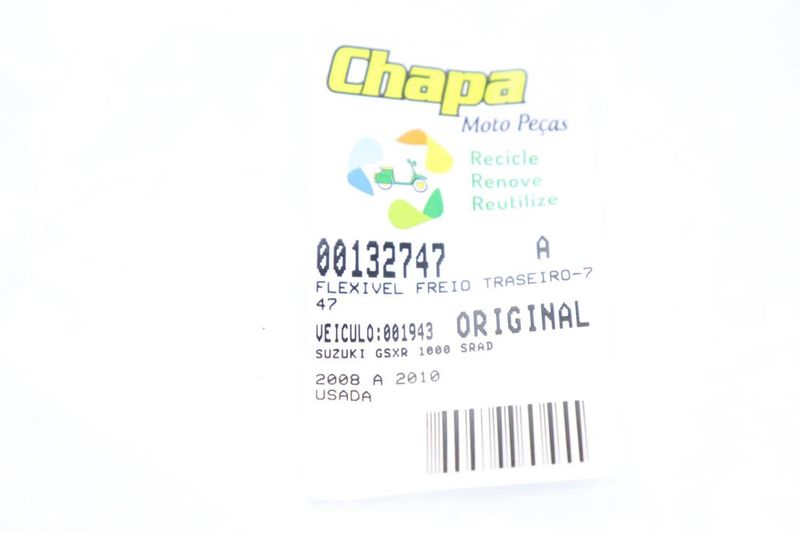 Chapa
Moto Peças
Recicle
Renove
Reutilize
00132747 A
FLEXIVEL FREIO TRASEIRO-7
47
VEICULO:001943 ORIGINAL
SUZUKI GSXR 1000 SRAD
2008 A 2010
USADA